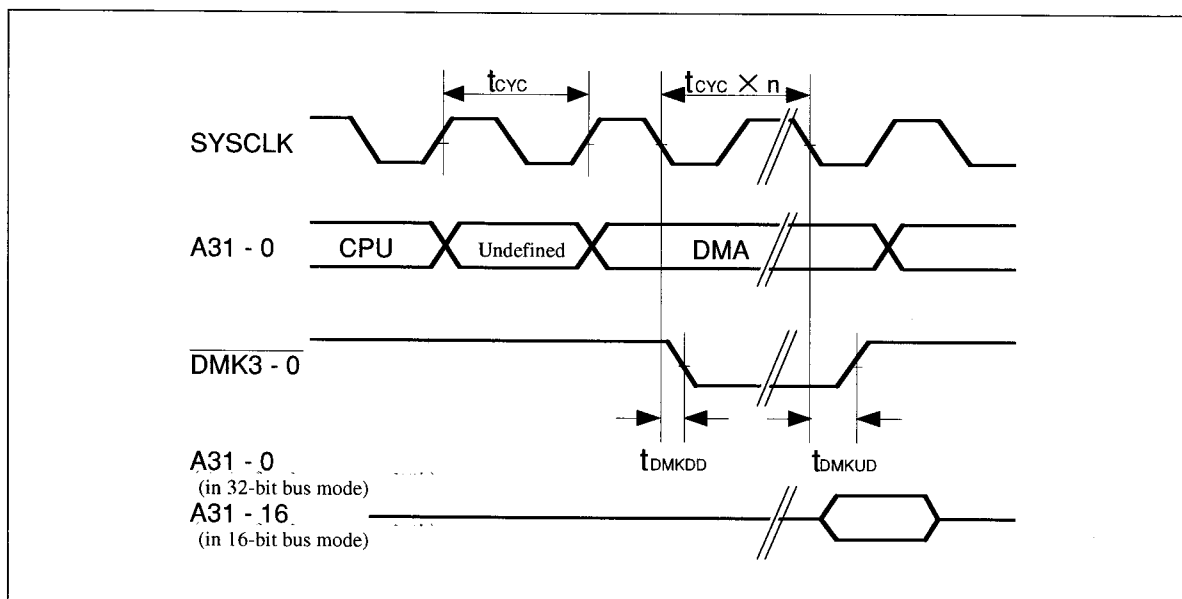 tCYC
tCYC × n
SYSCLK
A31 - 0
CPU
Undefined
DMA
DMK3 - 0
tDMKDD
tDMKUD
A31 - 0
(in 32-bit bus mode)
A31 - 16
(in 16-bit bus mode)